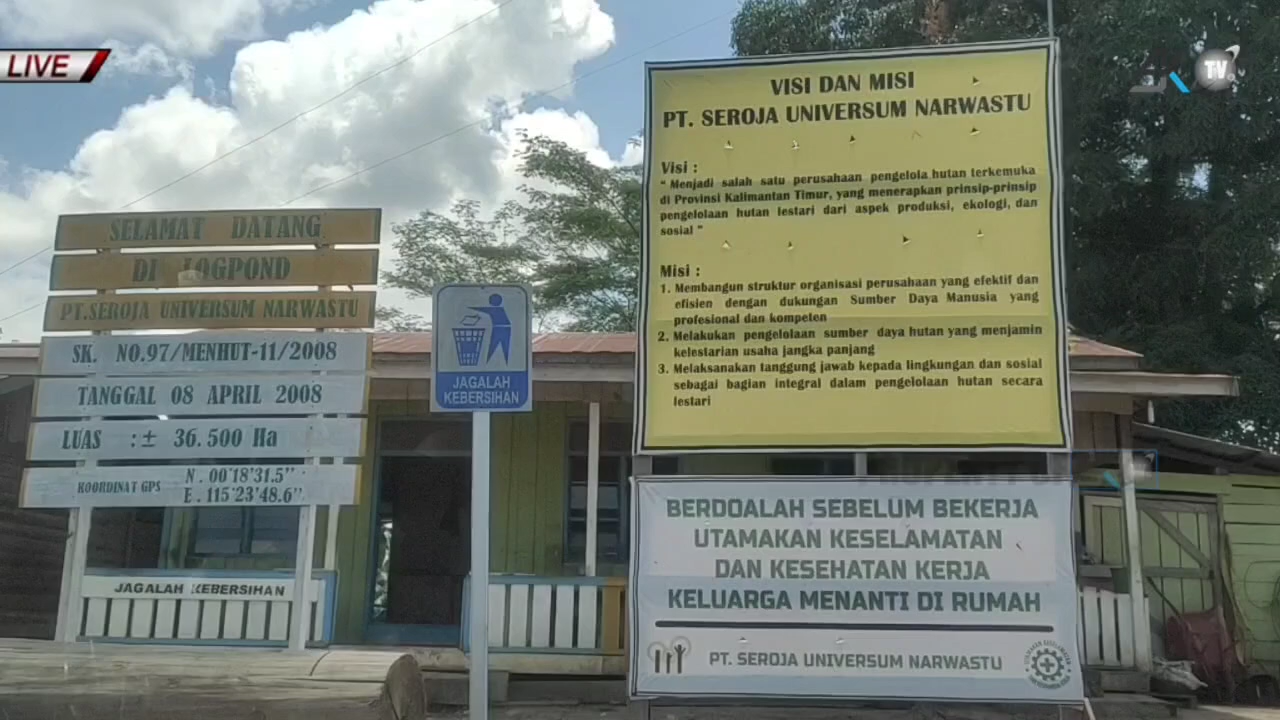 LIVE
TV
SELAMAT DATANG
DI LOGPOND
PT.SEROJA UNIVERSUM NARWASTU
SK. NO.97/MENHUT-11/2008
TANGGAL 08 APRIL 2008
LUAS :± 36.500 Ha
KOORDINAT GPS N. 00°18'31.5"
E. 115°23'48.6"
JAGALAH KEBERSIHAN
JAGALAH
KEBERSIHAN
VISI DAN MISI
PT. SEROJA UNIVERSUM NARWASTU
Visi :
" Menjadi salah satu perusahaan pengelola hutan terkemuka
di Provinsi Kalimantan Timur, yang menerapkan prinsip-prinsip
pengelolaan hutan lestari dari aspek produksi, ekologi, dan
sosial "
Misi :
1. Membangun struktur organisasi perusahaan yang efektif dan
efisien dengan dukungan Sumber Daya Manusia yang
profesional dan kompeten
2. Melakukan pengelolaan sumber daya hutan yang menjamin
kelestarian usaha jangka panjang
3. Melaksanakan tanggung jawab kepada lingkungan dan sosial
sebagai bagian integral dalam pengelolaan hutan secara
lestari
BERDOALAH SEBELUM BEKERJA
UTAMAKAN KESELAMATAN
DAN KESEHATAN KERJA
KELUARGA MENANTI DI RUMAH
PT. SEROJA UNIVERSUM NARWASTU